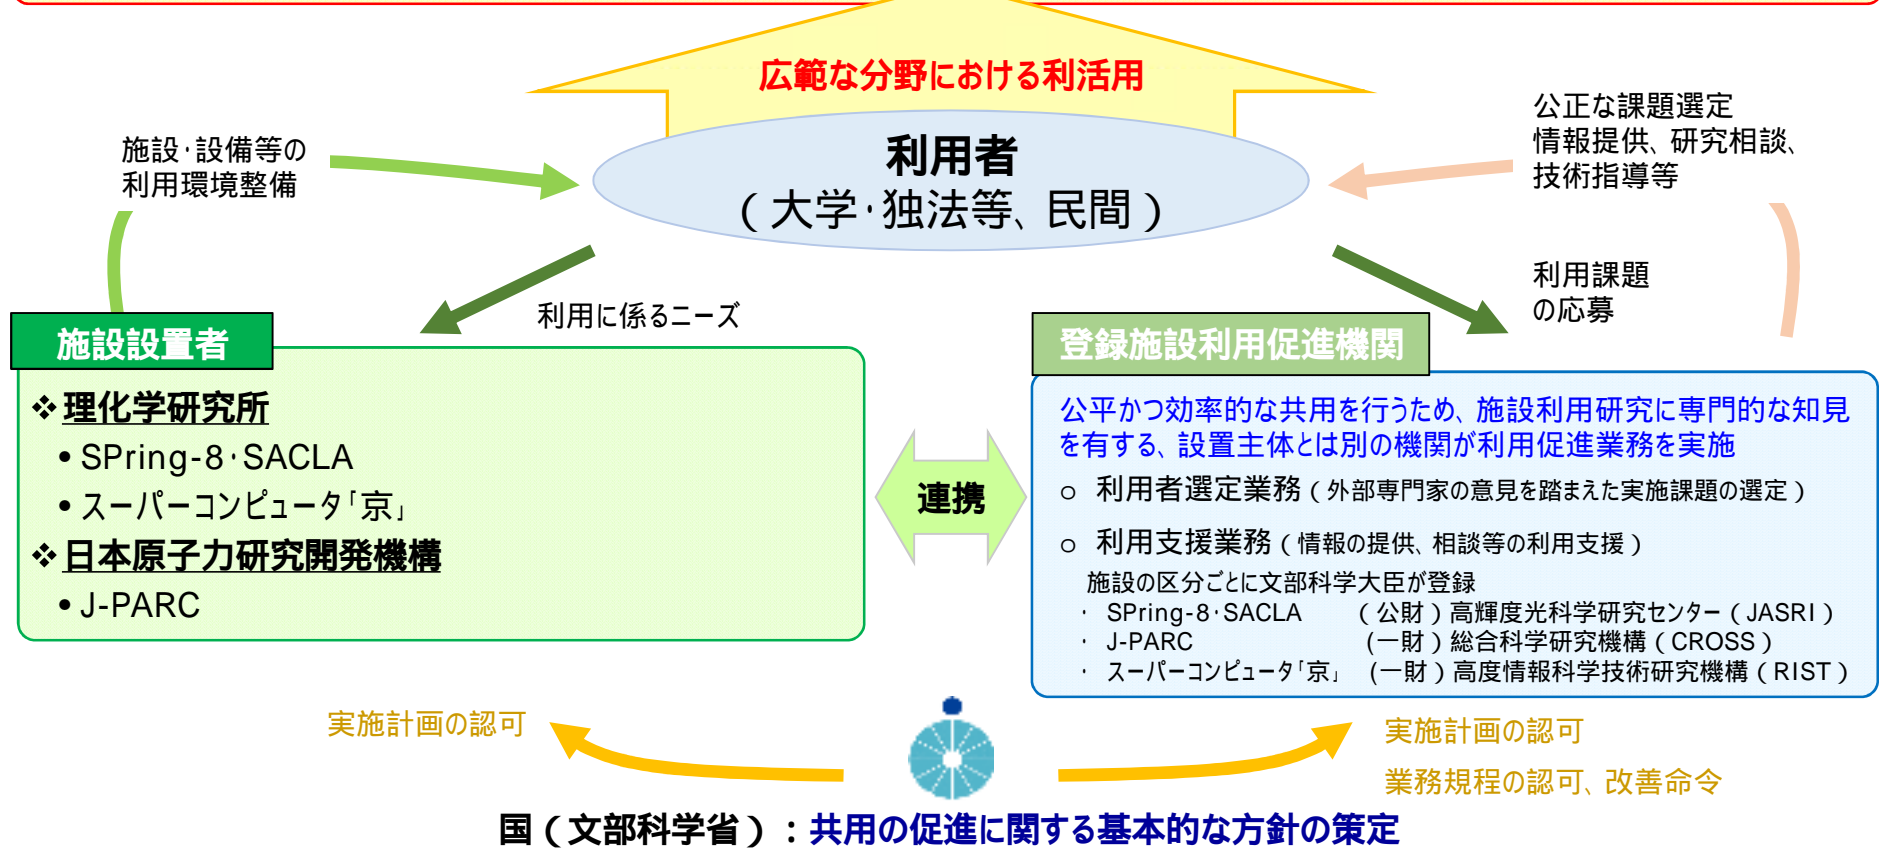 広範な分野における利活用
利用者
（大学・独法等、民間）
施設・設備等の
利用環境整備
公正な課題選定
情報提供、研究相談、
技術指導等
利用に係るニーズ
利用課題
の応募
施設設置者
❖理化学研究所
•SPring-8・SACLA
•スーパーコンピュータ「京」
❖日本原子力研究開発機構
•J-PARC
連携
登録施設利用促進機関
公平かつ効率的な共用を行うため、施設利用研究に専門的な知見
を有する、設置主体とは別の機関が利用促進業務を実施
○ 利用者選定業務（外部専門家の意見を踏まえた実施課題の選定）
○ 利用支援業務（情報の提供、相談等の利用支援）
施設の区分ごとに文部科学大臣が登録
・ SPring-8・SACLA （公財）高輝度光科学研究センター（JASRI）
・ J-PARC (一財）総合科学研究機構（CROSS）
・ スーパーコンピュータ「京」 (一財）高度情報科学技術研究機構（RIST）
実施計画の認可
実施計画の認可
業務規程の認可、改善命令
国（文部科学省）：共用の促進に関する基本的な方針の策定